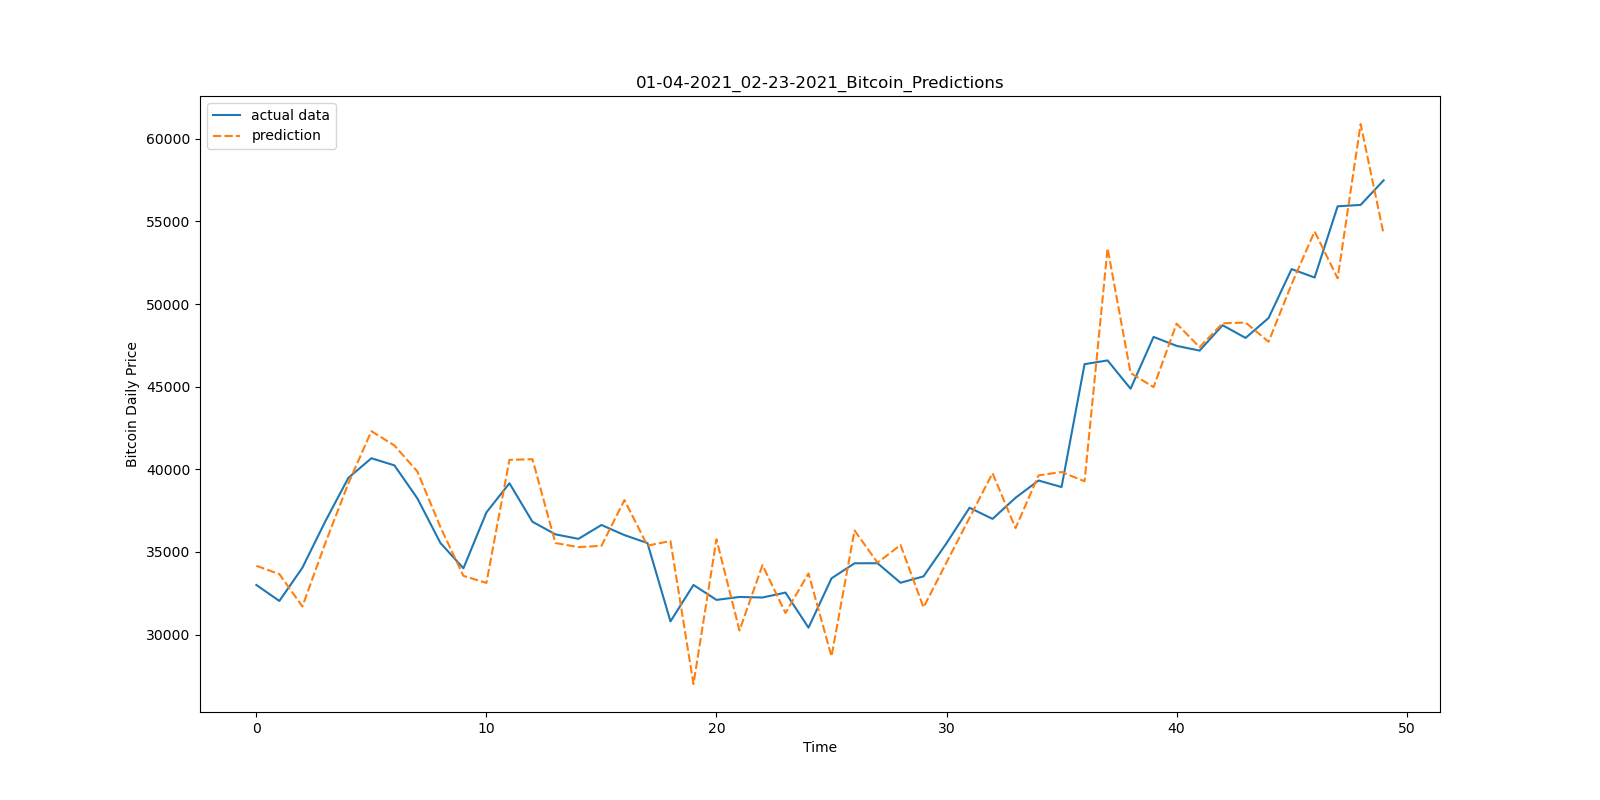 01-04-2021_02-23-2021_Bitcoin_Predictions
actual data
prediction
60000
55000
50000
45000
40000
35000
30000
Bitcoin Daily Price
0 10 20 30 40 50
Time